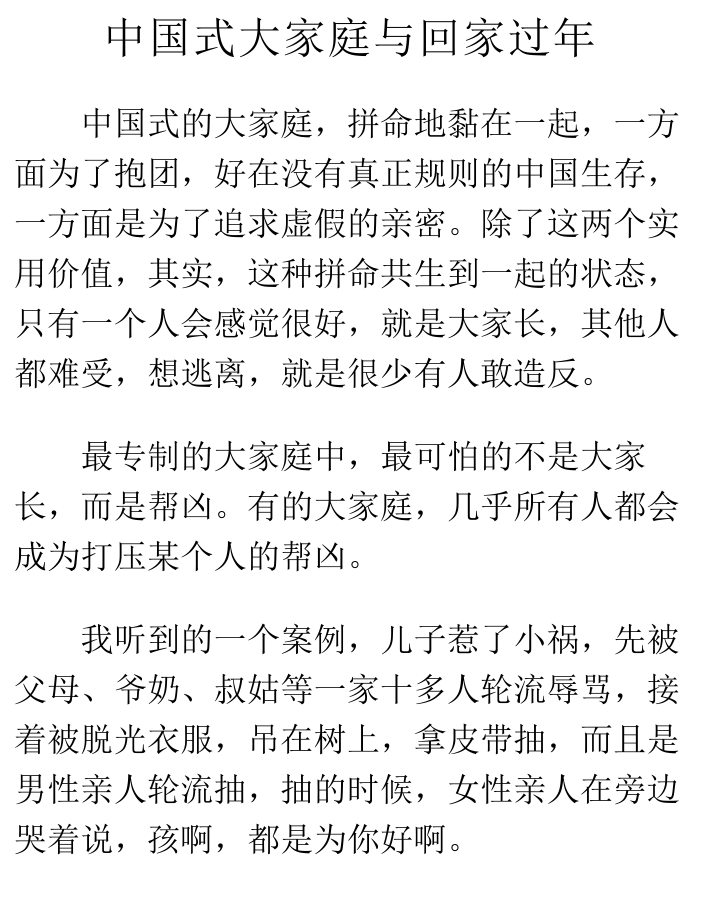 中国式大家庭与回家过年
中国式的大家庭，拼命地黏在一起，一方
面为了抱团，好在没有真正规则的中国生存，
一方面是为了追求虚假的亲密。除了这两个实
用价值，其实，这种拼命共生到一起的状态，
只有一个人会感觉很好，就是大家长，其他人
都难受，想逃离，就是很少有人敢造反。
最专制的大家庭中，最可怕的不是大家
长，而是帮凶。有的大家庭，几乎所有人都会
成为打压某个人的帮凶。
我听到的一个案例，儿子惹了小祸，先被
父母、爷奶、叔姑等一家十多人轮流辱骂，接
着被脱光衣服，吊在树上，拿皮带抽，而且是
男性亲人轮流抽，抽的时候，女性亲人在旁边
哭着说，孩啊，都是为你好啊。